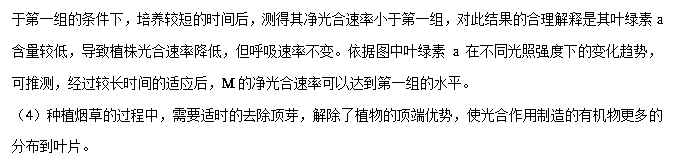 于第一组的条件下，培养较短的时间后，测得其净光合速率小于第一组，对此结果的合理解释是其叶绿素 a
含量较低，导致植株光合速率降低，但呼吸速率不变。依据图中叶绿素 a 在不同光照强度下的变化趋势，
可推测，经过较长时间的适应后，M 的净光合速率可以达到第一组的水平。
（4）种植烟草的过程中，需要适时的去除顶芽，解除了植物的顶端优势，使光合作用制造的有机物更多的
分布到叶片。